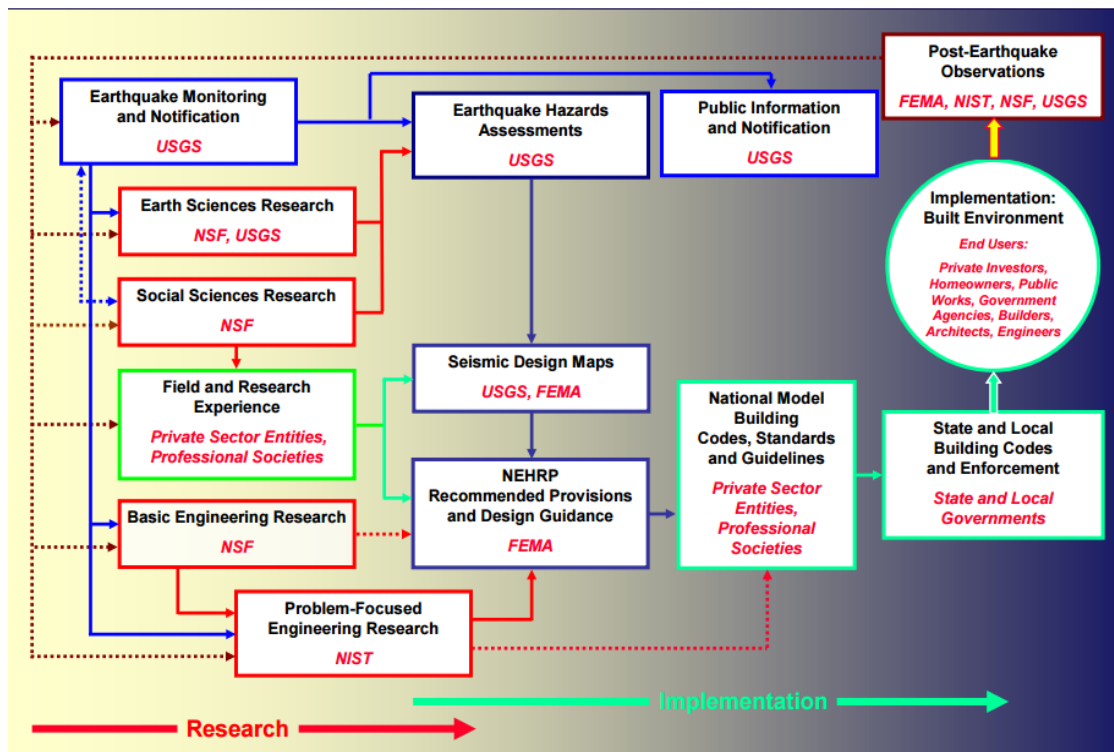 Post-Earthquake
Observations
FEMA, NIST, NSF, USGS
Earthquake Monitoring
and Notification
USGS
Earthquake Hazards
Assessments
USGS
Public Information
and Notification
USGS
Earth Sciences Research
NSF, USGS
Implementation:
Built Environment
End Users:
Private Investors,
Homeowners, Public
Works, Government
Agencies, Builders,
Architects, Engineers
Social Sciences Research
NSF
Field and Research
Experience
Private Sector Entities,
Professional Societies
Seismic Design Maps
USGS, FEMA
National Model
Building
Codes, Standards
and Guidelines
Private Sector
Entities,
Professional
Societies
State and Local
Building Codes
and Enforcement
State and Local
Governments
NEHRP
Recommended Provisions
and Design Guidance
FEMA
Basic Engineering Research
NSF
Problem-Focused
Engineering Research
NIST
Implementation
Research